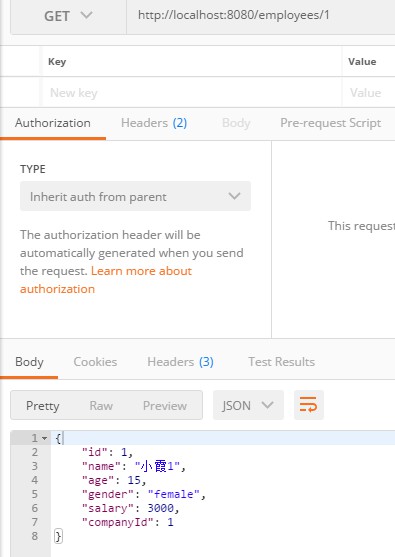 GET http://localhost:8080/employees/1
Key Value
New key Value
Authorization Headers (2) Body Pre-request Script
TYPE
Inherit auth from parent
This request
The authorization header will be
automatically generated when you send
the request. Learn more about
authorization
Body Cookies Headers (3) Test Results
Pretty Raw Preview JSON
1 {
2 "id": 1,
3 "name": "小霞1",
4 "age": 15,
5 "gender": "female",
6 "salary": 3000,
7 "companyId": 1
8 }